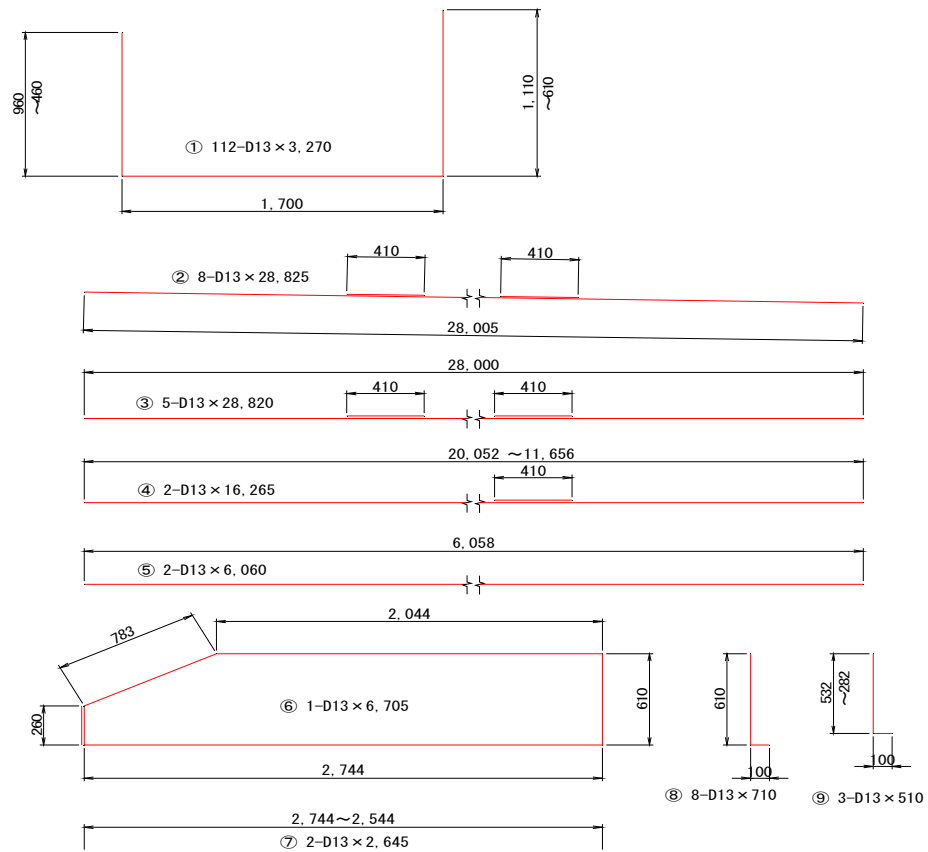 960
～460
1,110
～610
① 112-D13×3,270
1,700
410
410
② 8-D13×28,825
28,005
28,000
410
410
③ 5-D13×28,820
20,052 ～11,656
410
④ 2-D13×16,265
6,058
⑤ 2-D13×6,060
783
2,044
260
⑥ 1-D13×6,705
610
2,744
610
100
⑧ 8-D13×710
532
～282
100
⑨ 3-D13×510
2,744～2,544
⑦ 2-D13×2,645